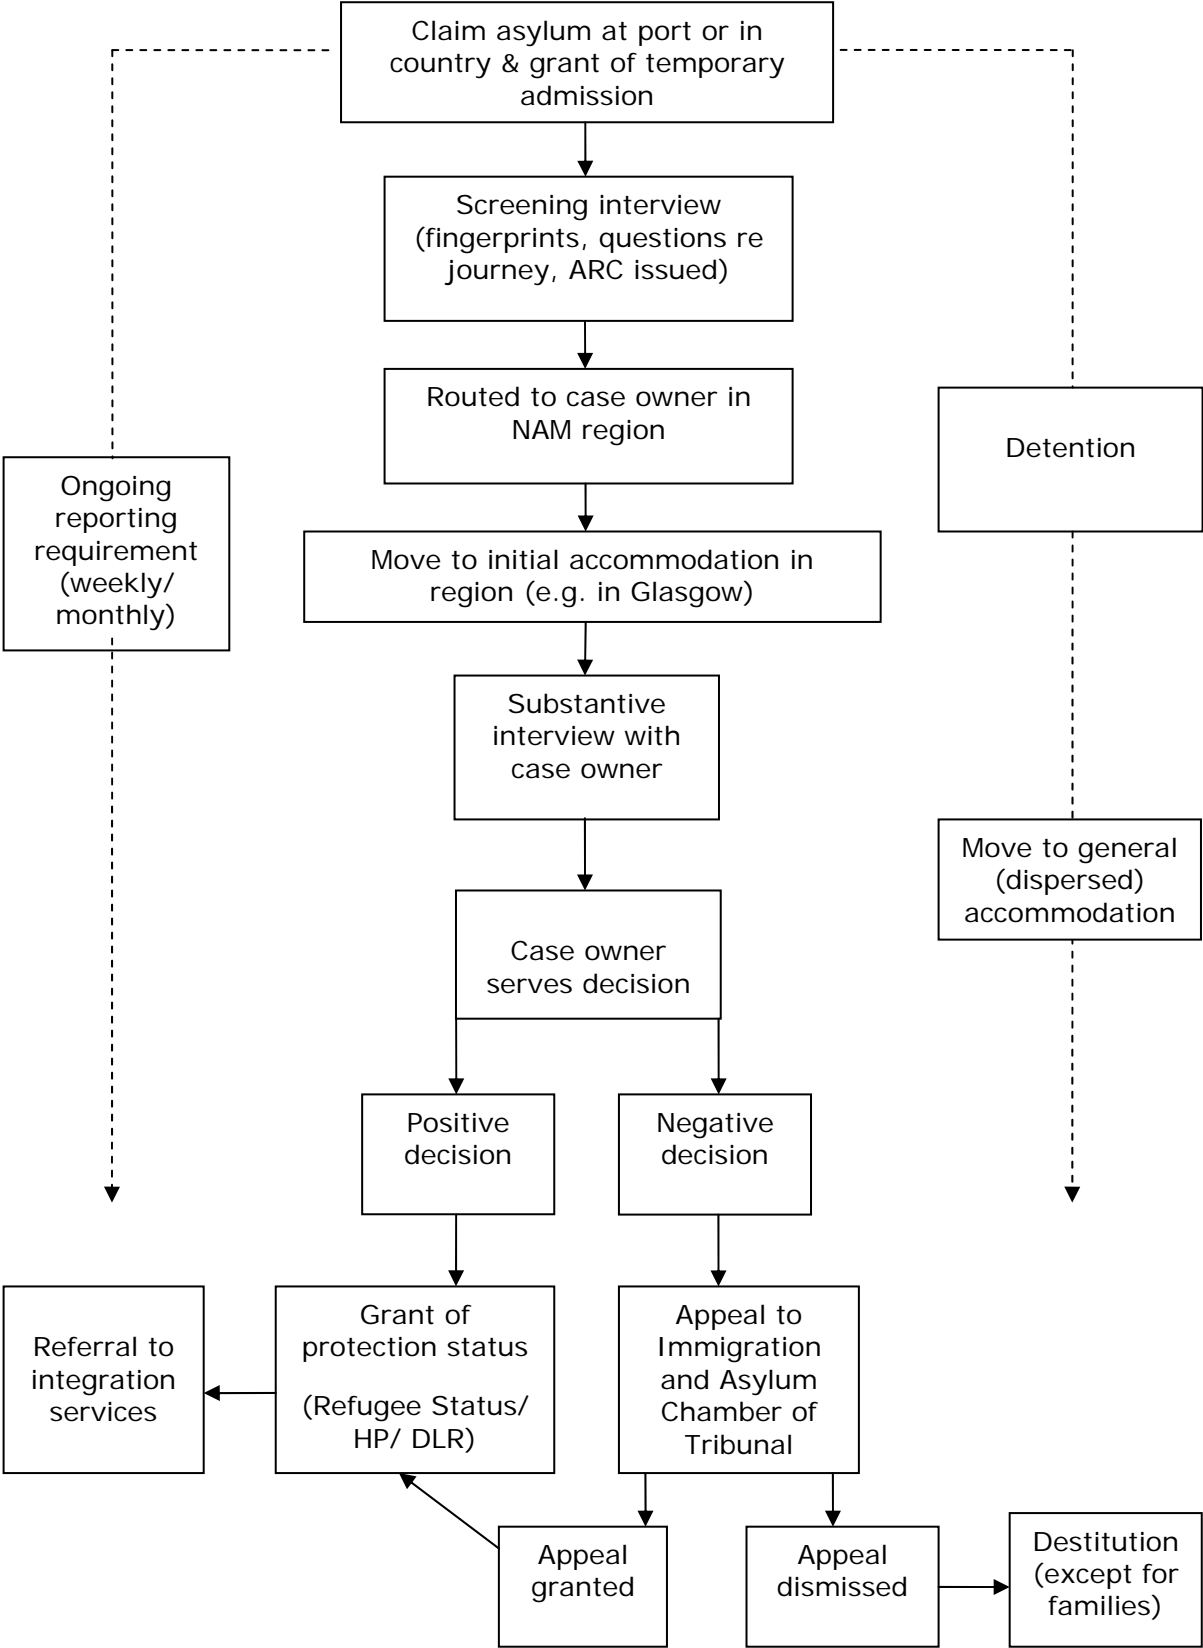 Claim asylum at port or in
country & grant of temporary
admission
Screening interview
(fingerprints, questions re
journey, ARC issued)
Routed to case owner in
NAM region
Detention
Ongoing
reporting
requirement
(weekly/
monthly)
Move to initial accommodation in
region (e.g. in Glasgow)
Substantive
interview with
case owner
Move to general
(dispersed)
accommodation
Case owner
serves decision
Positive
decision
Negative
decision
Referral to
integration
services
Grant of
protection status
(Refugee Status/
HP/ DLR)
Appeal to
Immigration
and Asylum
Chamber of
Tribunal
Appeal
granted
Appeal
dismissed
Destitution
(except for
families)